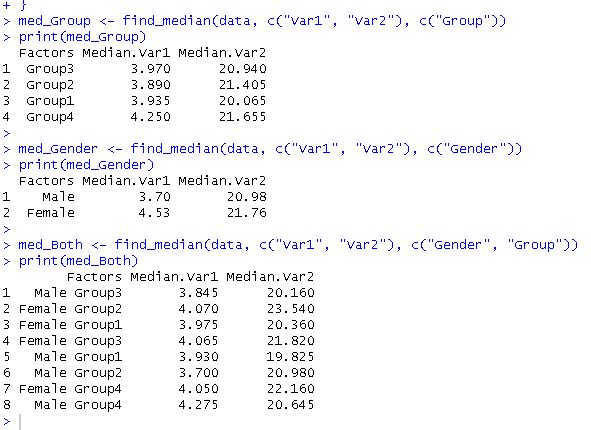 + }
> med_Group <- find_median(data, c("Var1", "Var2"), c("Group"))
> print(med_Group)
  Factors Median.Var1 Median.Var2
1  Group3       3.970      20.940
2  Group2       3.890      21.405
3  Group1       3.935      20.065
4  Group4       4.250      21.655
>
> med_Gender <- find_median(data, c("Var1", "Var2"), c("Gender"))
> print(med_Gender)
  Factors Median.Var1 Median.Var2
1    Male        3.70       20.98
2  Female        4.53       21.76
>
> med_Both <- find_median(data, c("Var1", "Var2"), c("Gender", "Group"))
> print(med_Both)
        Factors Median.Var1 Median.Var2
1   Male Group3       3.845      20.160
2 Female Group2       4.070      23.540
3 Female Group1       3.975      20.360
4 Female Group3       4.065      21.820
5   Male Group1       3.930      19.825
6   Male Group2       3.700      20.980
7 Female Group4       4.050      22.160
8   Male Group4       4.275      20.645
>